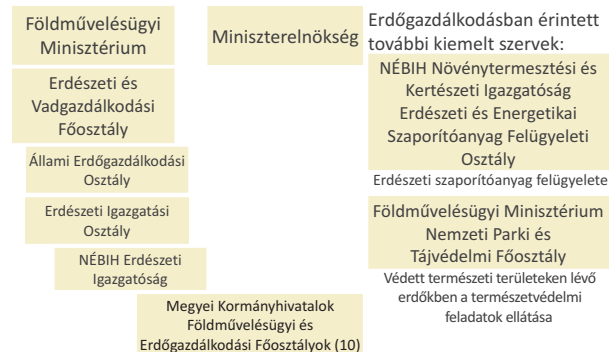 Földművelésügyi
Minisztérium
Erdészeti és
Vadgazdálkodási
Főosztály
Állami Erdőgazdálkodási
Osztály
Erdészeti Igazgatási
Osztály
NÉBIH Erdészeti
Igazgatóság
Miniszterelnökség
Megyei Kormányhivatalok
Földművelésügyi és
Erdőgazdálkodási Főosztályok (10)
Erdőgazdálkodásban érintett
további kiemelt szervek:
NÉBIH Növénytermesztési és
Kertészeti Igazgatóság
Erdészeti és Energetikai
Szaporítóanyag Felügyeleti
Osztály
Erdészeti szaporítóanyag felügyelete
Földművelésügyi Minisztérium
Nemzeti Parki és
Tájvédelmi Főosztály
Védett természeti területeken lévő
erdőkben a természetvédelmi
feladatok ellátása